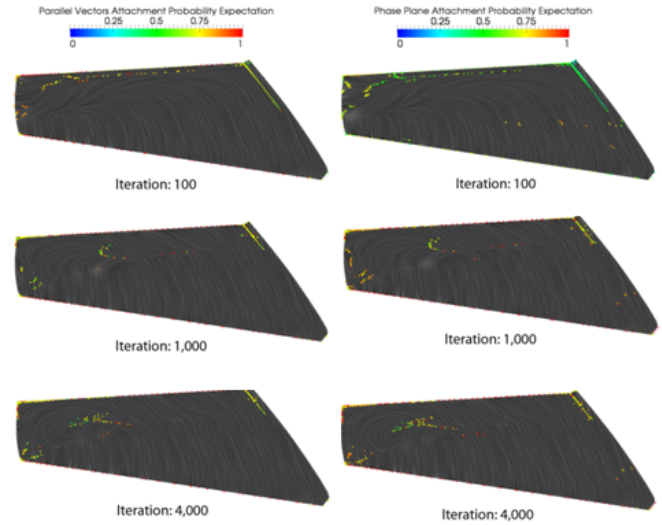 Parallel Vectors Attachment Probability Expectation
0.25 0.5 0.75
0 1
Phase Plane Attachment Probability Expectation
0.25 0.5 0.75
0 1
Iteration: 100
Iteration: 100
Iteration: 1,000
Iteration: 1,000
Iteration: 4,000
Iteration: 4,000